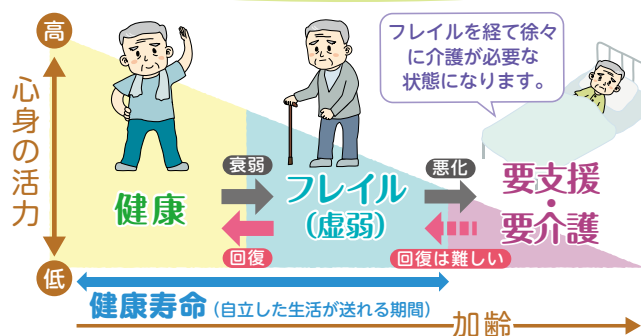 高
心身の活力
低
フレイルを経て徐々
に介護が必要な
状態になります。
健康
衰弱
回復
フレイル
（虚弱）
悪化
回復は難しい
要支援
・
要介護
健康寿命（自立した生活が送れる期間）
加齢